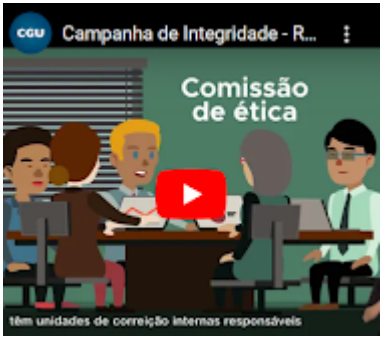 CGU
Campanha de Integridade - R...
Comissão
de ética
têm unidades de correição internas responsáveis